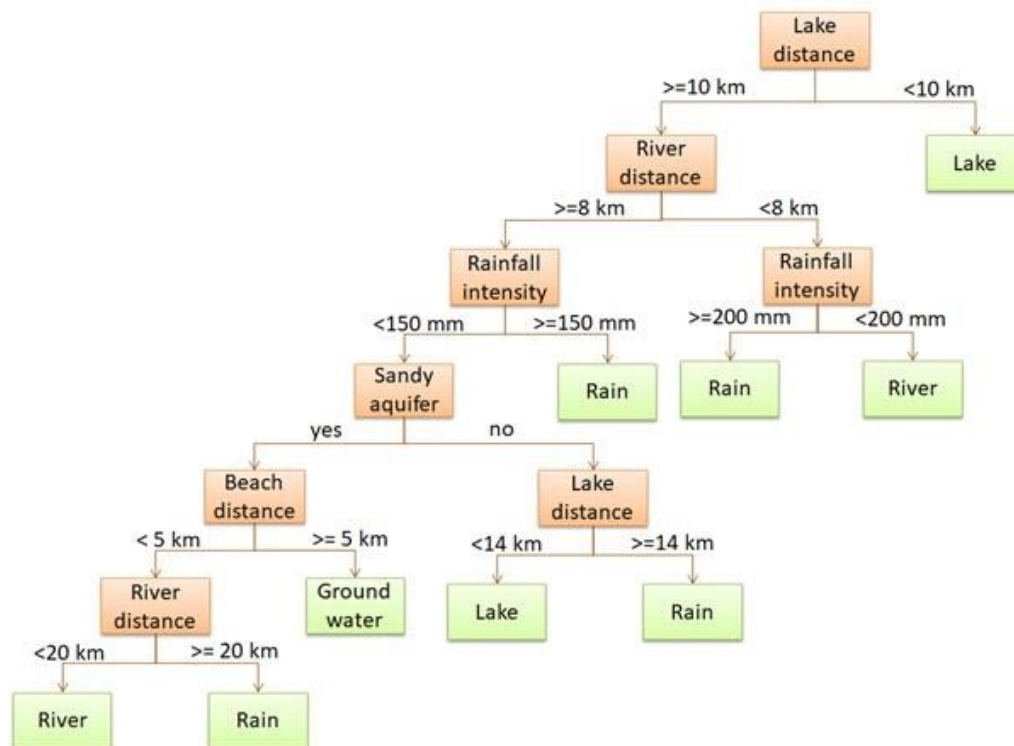 Lake
distance
>=10 km
<10 km
River
distance
Lake
>=8 km
<8 km
Rainfall
intensity
Rainfall
intensity
<150 mm
>=150mm
>=200 mm
<200 mm
Sandy
aquifer
Rain
Rain
River
yes
no
Beach
distance
Lake
distance
< 5 km
>= 5 km
<14 km
>=14 km
River
distance
Ground
water
Lake
Rain
<20 km
>= 20 km
River
Rain